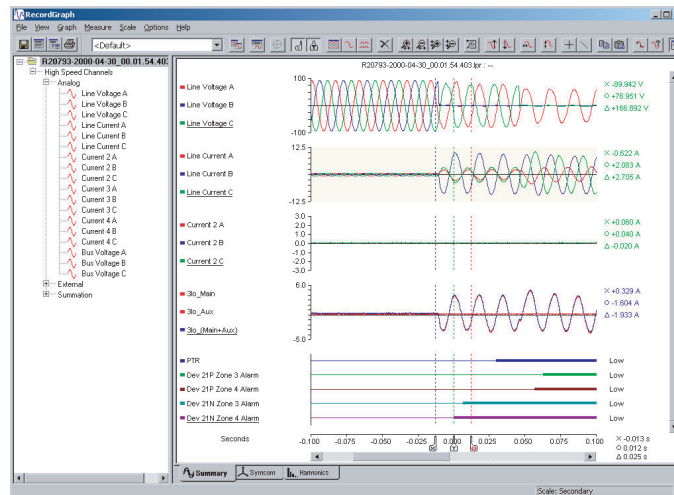 RecordGraph
File View Graph Measure Scale Options Help
<Default>
R20793-2000-04-30_00.01.54.403
High Speed Channels
Analog
Line Voltage A
Line Voltage B
Line Voltage C
Line Current A
Line Current B
Line Current C
Current 2 A
Current 2 B
Current 2 C
Current 3 A
Current 3 B
Current 3 C
Current 4 A
Current 4 B
Current 4 C
Bus Voltage A
Bus Voltage B
Bus Voltage C
External
Summation
R20793-2000-04-30_00.01.54.403.lpr : --
Line Voltage A
Line Voltage B
Line Voltage C
100
-100
X -89.942 V
O +76.951 V
Δ +166.892 V
Line Current A
Line Current B
Line Current C
12.5
-12.5
X -0.622 A
O +2.083 A
Δ +2.705 A
Current 2 A
Current 2 B
Current 2 C
3.0
2.0
1.0
0.0
-1.0
-2.0
-3.0
X +0.060 A
O +0.040 A
Δ -0.020 A
3Io_Main
3Io_Aux
3Io_(Main+Aux)
6.0
-5.0
X +0.329 A
O -1.604 A
Δ -1.933 A
PTR Low
Dev 21P Zone 3 Alarm Low
Dev 21P Zone 4 Alarm Low
Dev 21N Zone 3 Alarm Low
Dev 21N Zone 4 Alarm Low
Seconds
-0.100 -0.075 -0.050 -0.025 0.000 0.025 0.050 0.075 0.100
X Y O
X -0.013 s
O 0.012 s
Δ 0.025 s
Summary Symcom Harmonics
Scale: Secondary